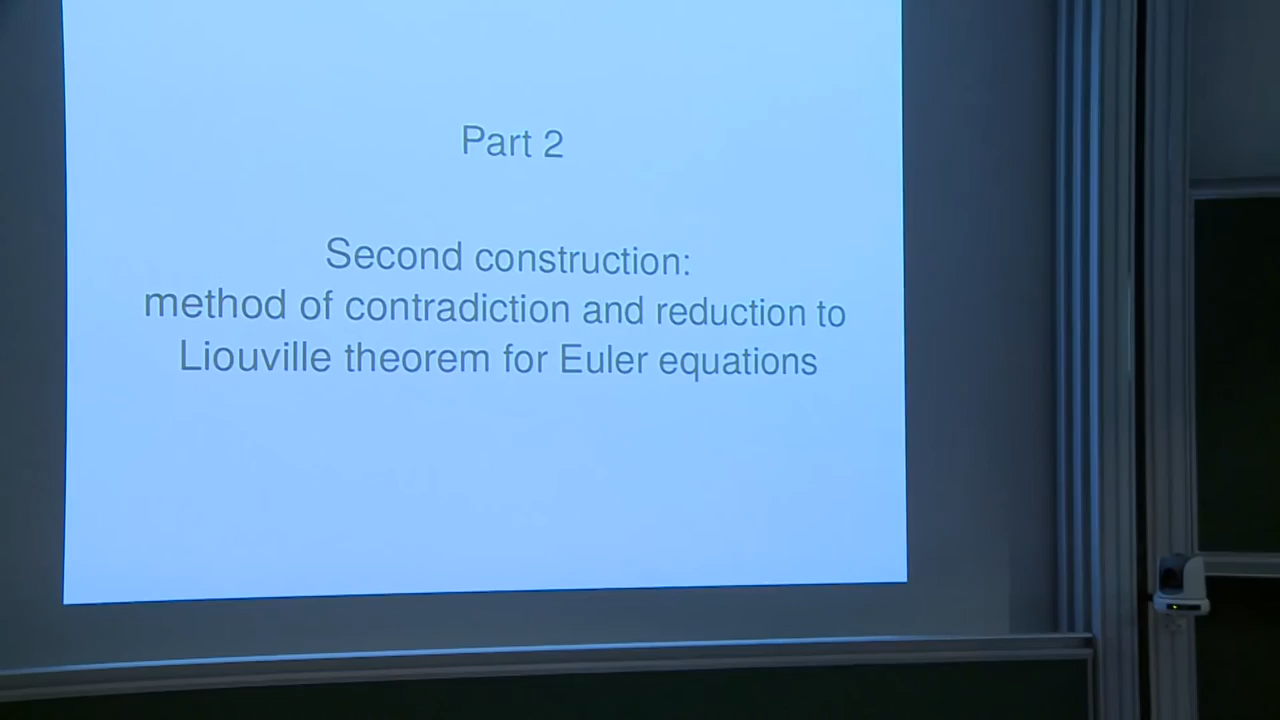 Part 2
Second construction:
method of contradiction and reduction to
Liouville theorem for Euler equations